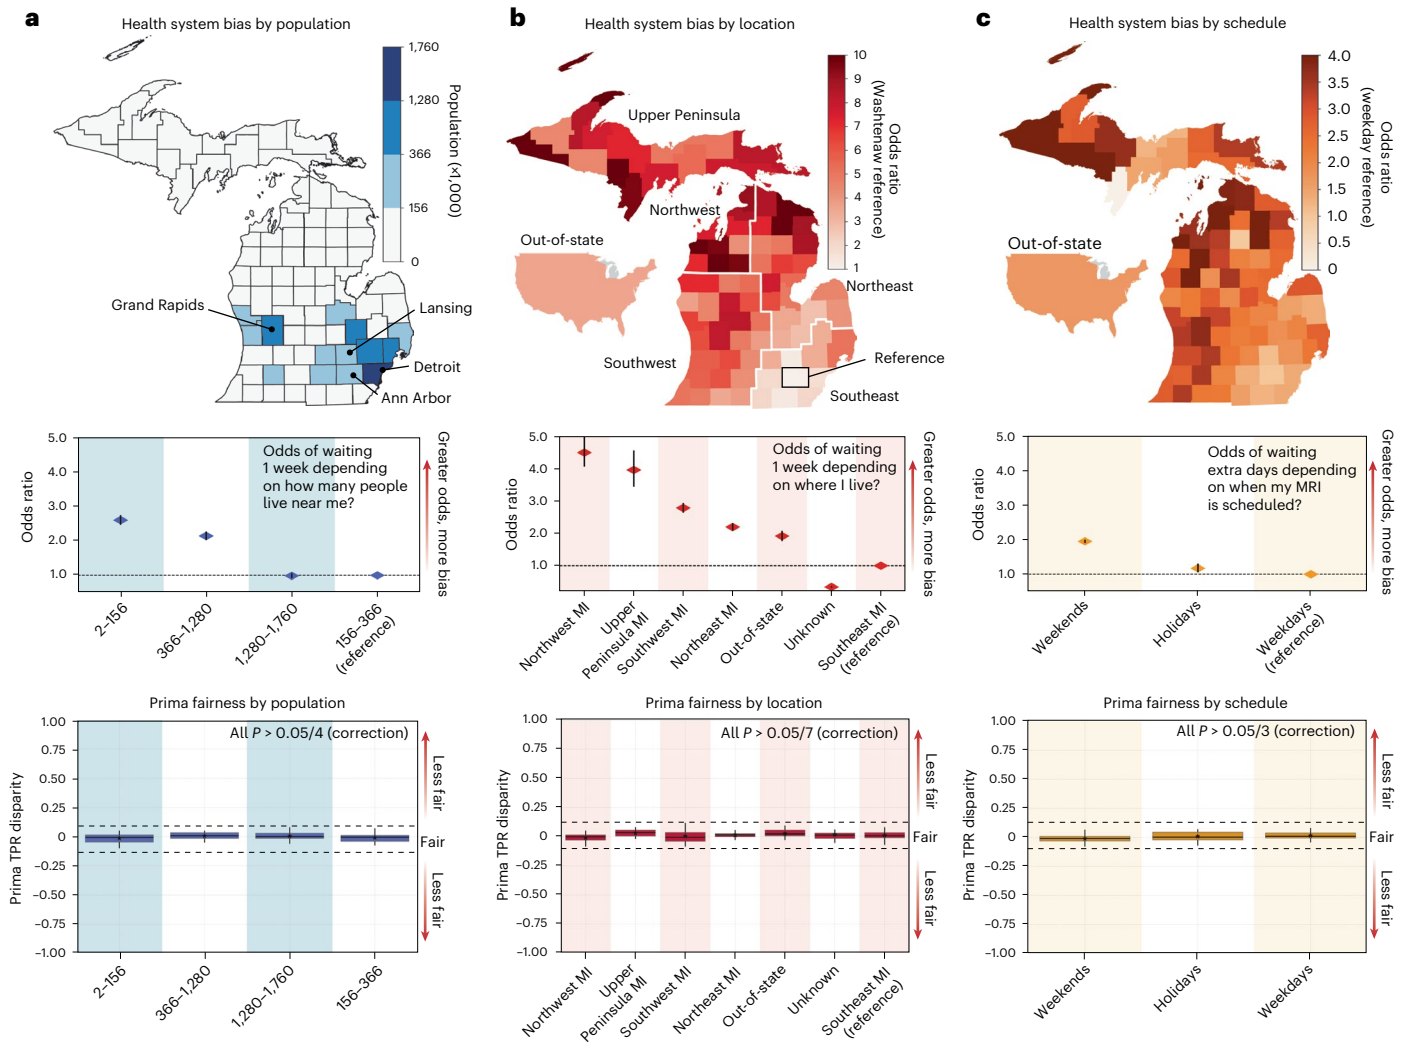 a
Health system bias by population
1,760
1,280
366
156
0
Population (×1,000)
Grand Rapids
Lansing
Detroit
Ann Arbor
5.0
4.0
3.0
2.0
1.0
Odds ratio
Odds of waiting
1 week depending
on how many people
live near me?
Greater odds, more bias
2–156
366–1,280
1,280–1,760
156–366
(reference)
Prima fairness by population
1.00
0.75
0.50
0.25
0
–0.25
–0.50
–0.75
–1.00
Prima TPR disparity
All P > 0.05/4 (correction)
Less fair
Fair
Less fair
2–156
366–1,280
1,280–1,760
156–366
b
Health system bias by location
10
9
8
7
6
5
4
3
2
1
Odds ratio
(Washtenaw reference)
Upper Peninsula
Northwest
Out-of-state
Northeast
Southwest
Reference
Southeast
5.0
4.0
3.0
2.0
1.0
Odds ratio
Odds of waiting
1 week depending
on where I live?
Greater odds, more bias
Northwest MI
Upper
Peninsula MI
Southwest MI
Northeast MI
Out-of-state
Unknown
Southeast MI
(reference)
Prima fairness by location
1.00
0.75
0.50
0.25
0
–0.25
–0.50
–0.75
–1.00
Prima TPR disparity
All P > 0.05/7 (correction)
Less fair
Fair
Less fair
Northwest MI
Upper
Peninsula MI
Southwest MI
Northeast MI
Out-of-state
Unknown
Southeast MI
(reference)
c
Health system bias by schedule
4.0
3.5
3.0
2.5
2.0
1.5
1.0
0.5
0
Odds ratio
(weekday reference)
Out-of-state
5.0
4.0
3.0
2.0
1.0
Odds ratio
Odds of waiting
extra days depending
on when my MRI
is scheduled?
Greater odds, more bias
Weekends
Holidays
Weekdays
(reference)
Prima fairness by schedule
1.00
0.75
0.50
0.25
0
–0.25
–0.50
–0.75
–1.00
Prima TPR disparity
All P > 0.05/3 (correction)
Less fair
Fair
Less fair
Weekends
Holidays
Weekdays